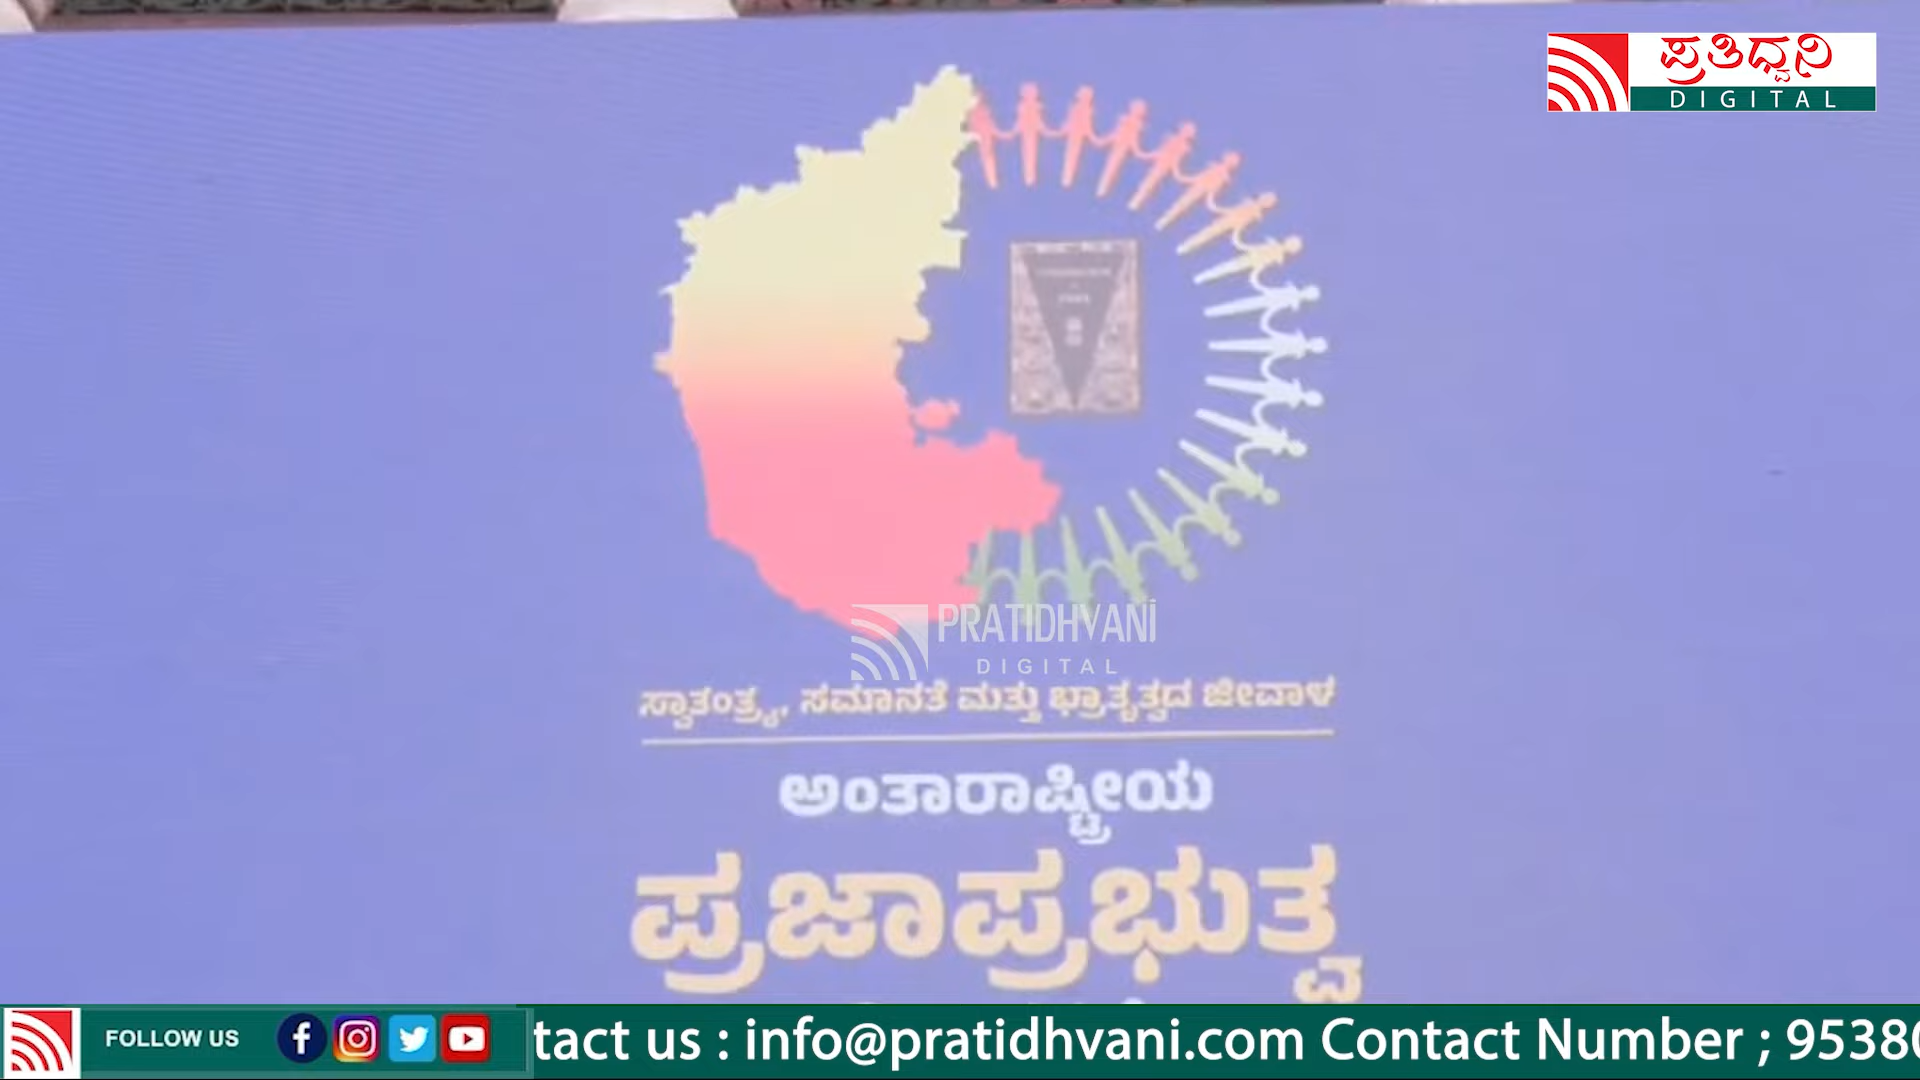 ಪ್ರತಿಧ್ವನಿ
DIGITAL
PRATIDHVANI
DIGITAL
ಸ್ವಾತಂತ್ರ್ಯ, ಸಮಾನತೆ ಮತ್ತು ಭ್ರಾತೃತ್ವದ ಜೀವಾಳ
ಅಂತಾರಾಷ್ಟ್ರೀಯ
ಪ್ರಜಾಪ್ರಭುತ್ವ
FOLLOW US
tact us : info@pratidhvani.com Contact Number ; 9538